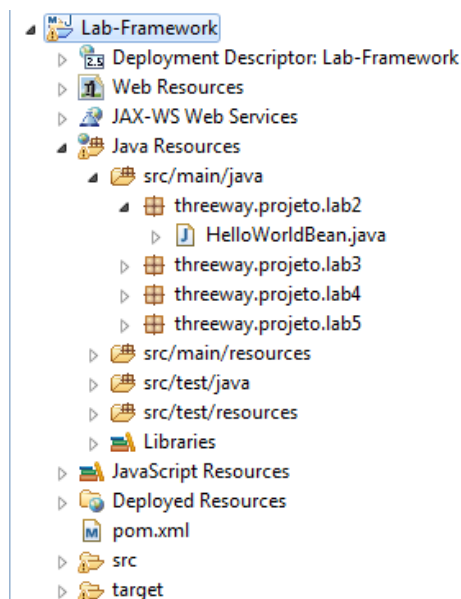 Lab-Framework
Deployment Descriptor: Lab-Framework
Web Resources
JAX-WS Web Services
Java Resources
src/main/java
threeway.projeto.lab2
HelloWorldBean.java
threeway.projeto.lab3
threeway.projeto.lab4
threeway.projeto.lab5
src/main/resources
src/test/java
src/test/resources
Libraries
JavaScript Resources
Deployed Resources
pom.xml
src
target